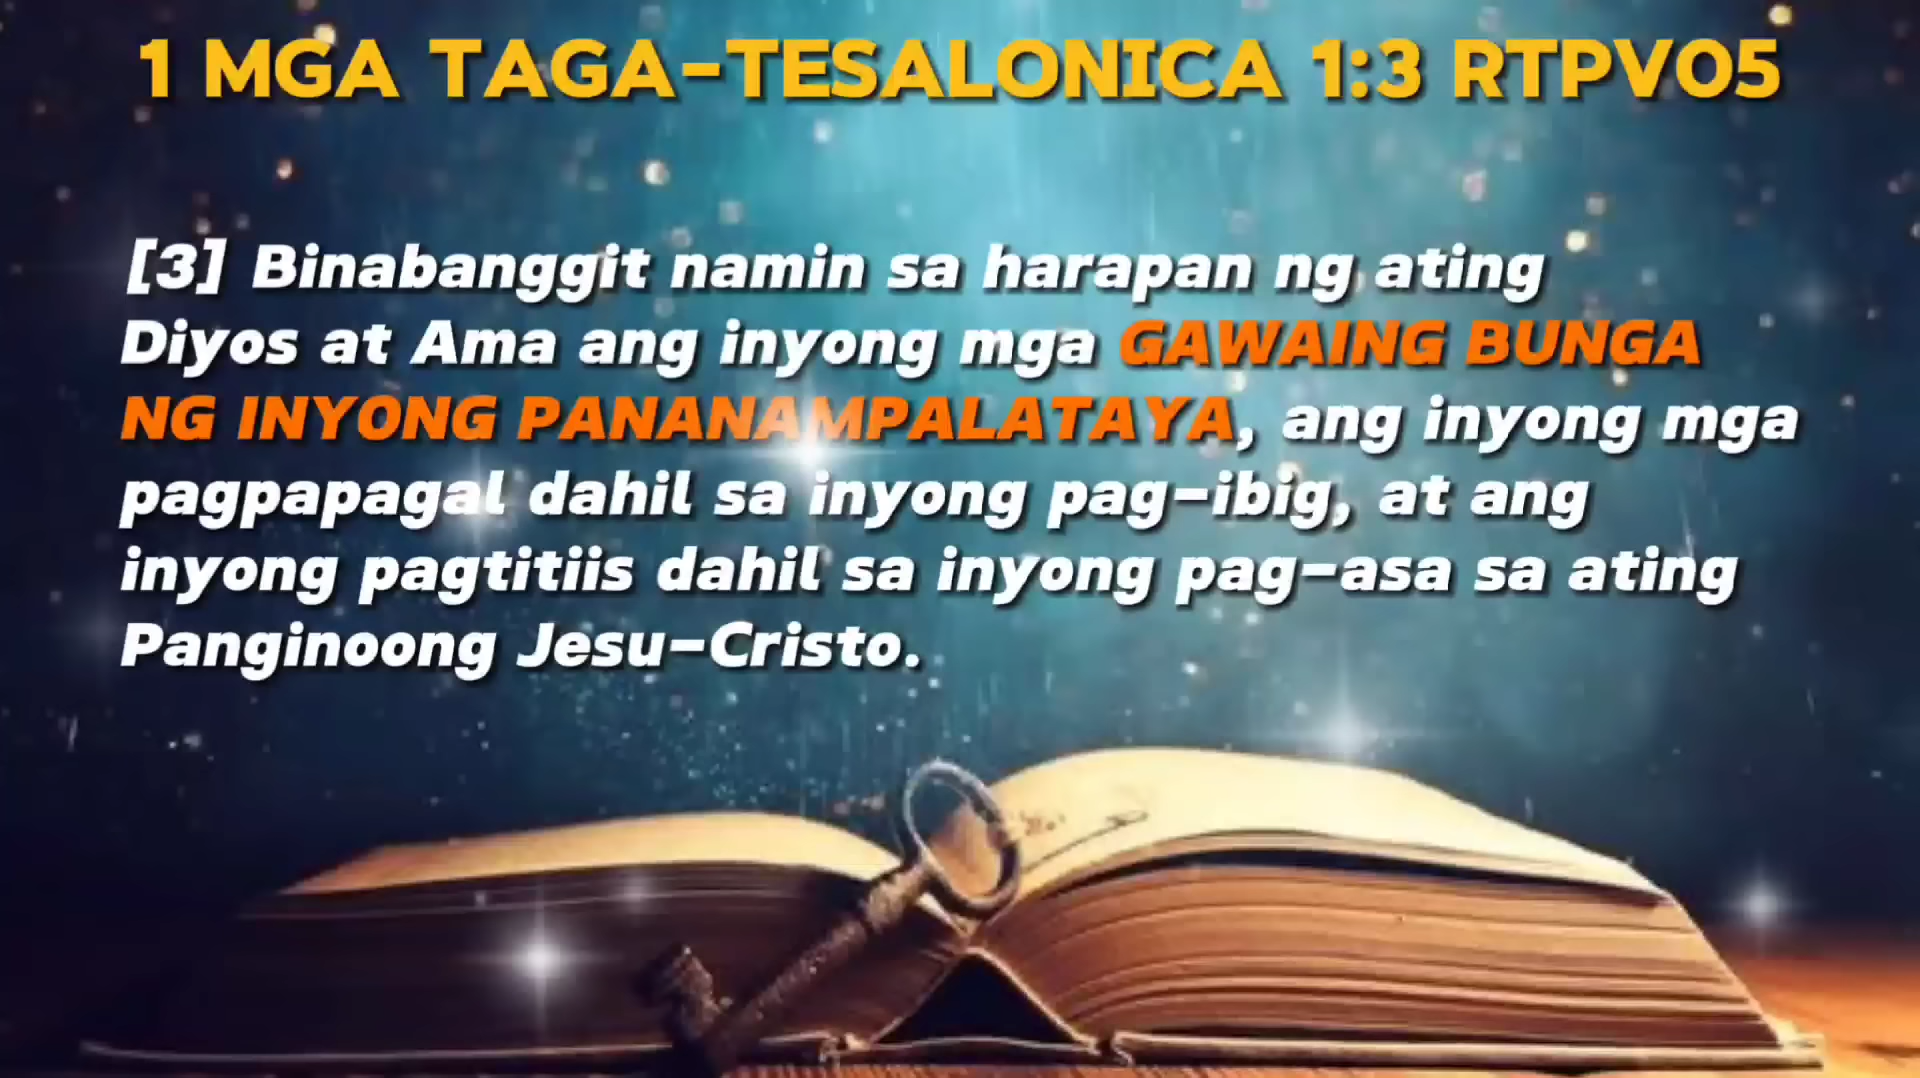 1 MGA TAGA-TESALONICA 1:3 RTPV05
[3] Binabanggit namin sa harapan ng ating
Diyos at Ama ang inyong mga GAWAING BUNGA
NG INYONG PANANAMPALATAYA, ang inyong mga
pagpapagal dahil sa inyong pag-ibig, at ang
inyong pagtitiis dahil sa inyong pag-asa sa ating
Panginoong Jesu-Cristo.